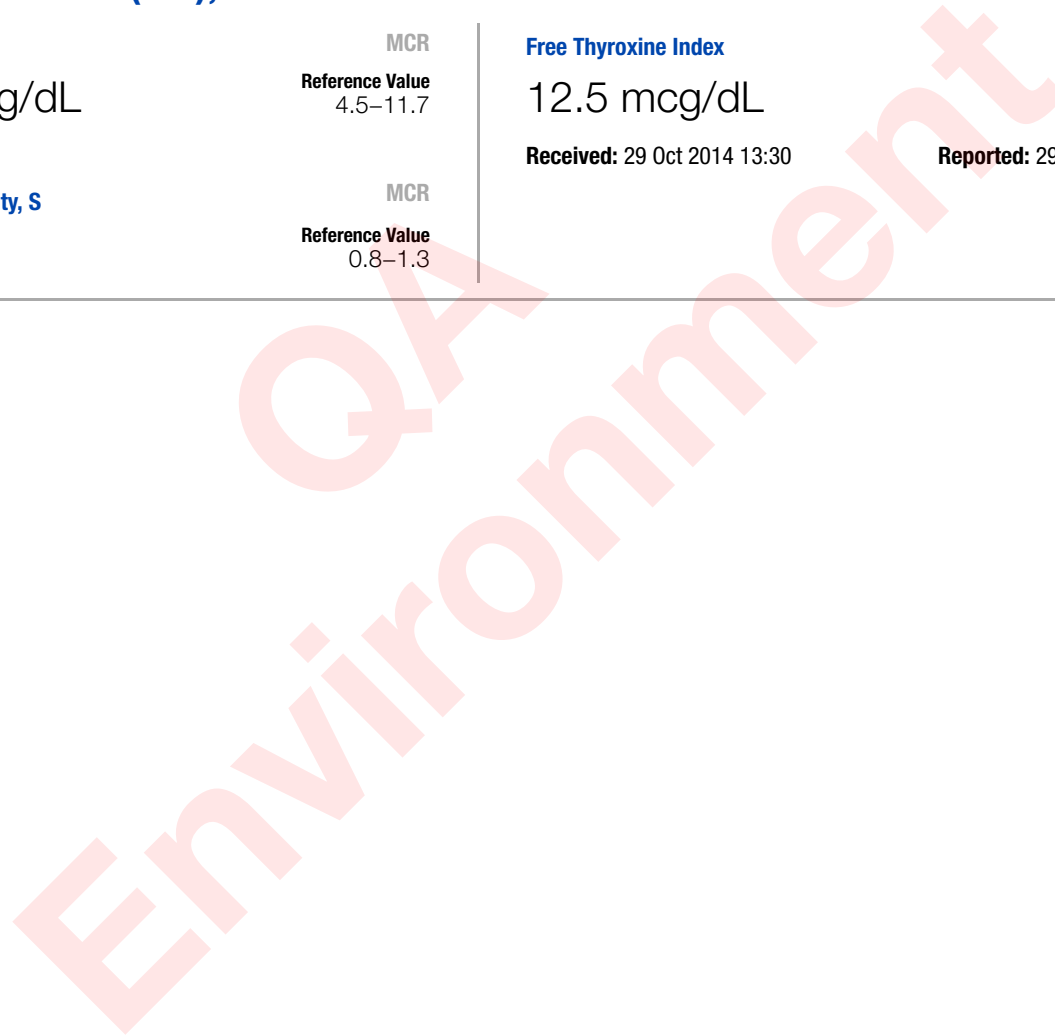 MCR
g/dL
Reference Value
4.5–11.7
ty, S
MCR
Reference Value
0.8–1.3
Free Thyroxine Index
12.5 mcg/dL
Received: 29 Oct 2014 13:30
Reported: 29
QA
Environment